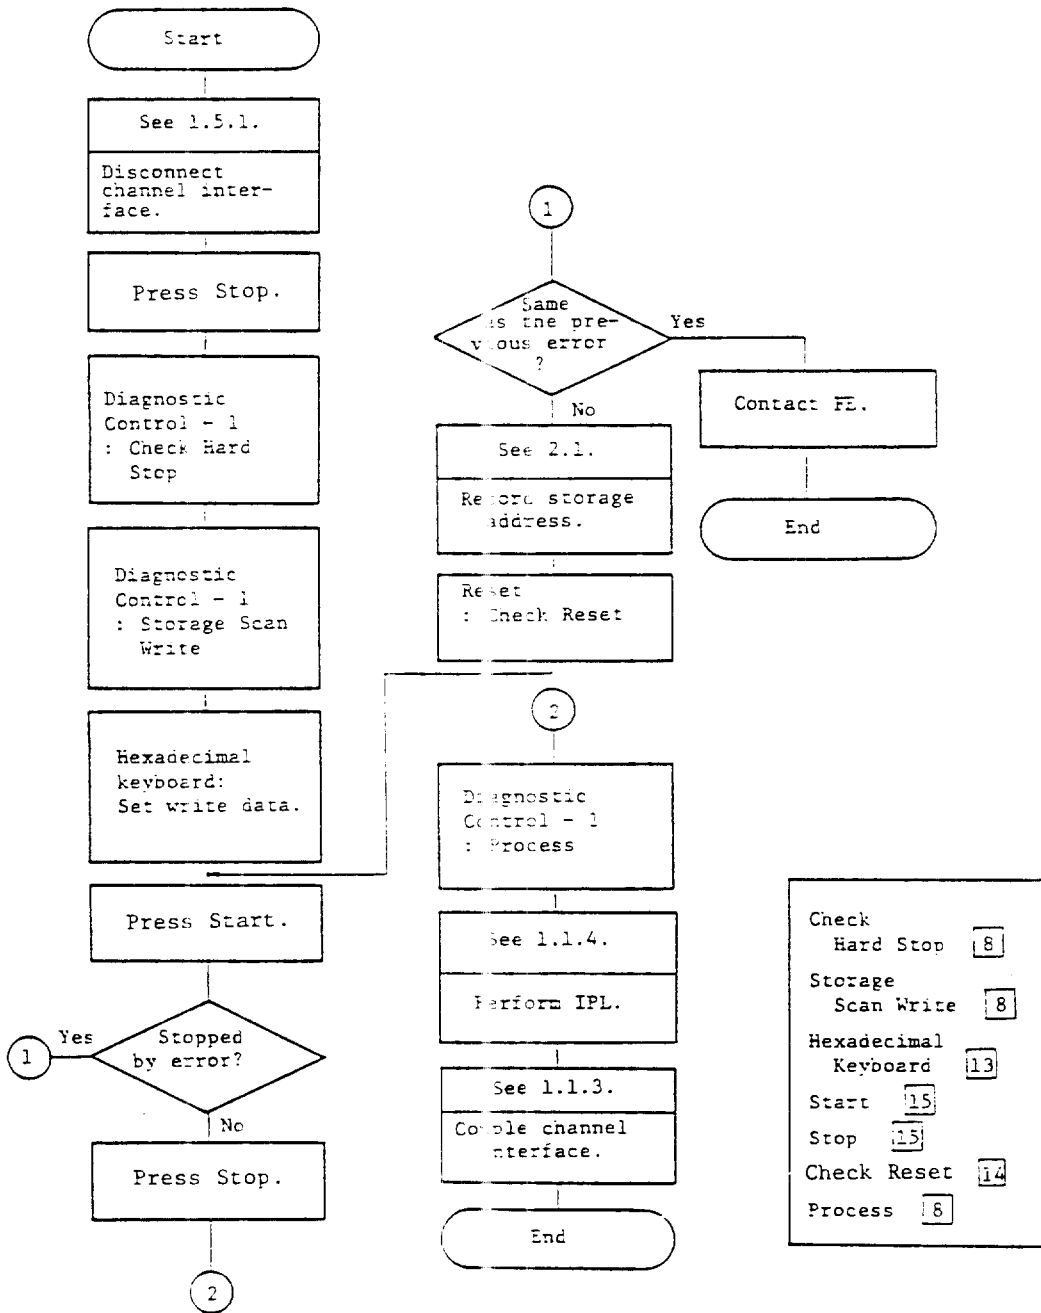 Start
See 1.5.1.
Disconnect
channel inter-
face.
Press Stop.
Diagnostic
Control - 1
: Check Hard
Stop
Diagnostic
Control - 1
: Storage Scan
Write
Hexadecimal
keyboard:
Set write data.
Press Start.
Yes
1
Stopped
by error?
No
Press Stop.
2
1
Same
as the pre-
vious error
?
Yes
Contact FE.
End
No
See 2.1.
Record storage
address.
Reset
: Check Reset
2
Diagnostic
Control - 1
: Process
See 1.1.4.
Perform IPL.
See 1.1.3.
Couple channel
interface.
End
Check
Hard Stop 8
Storage
Scan Write 8
Hexadecimal
Keyboard 13
Start 15
Stop 15
Check Reset 14
Process 8